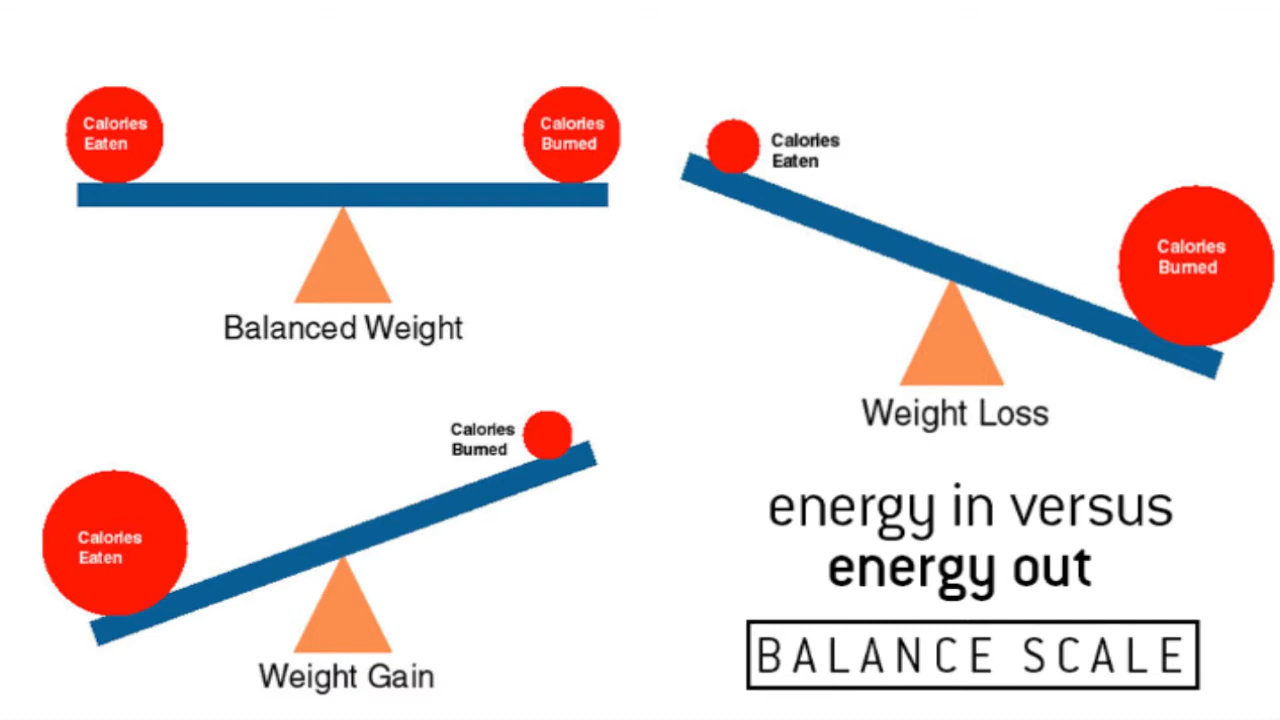 Calories
Eaten
Calories
Burned
Balanced Weight
Calories
Eaten
Calories
Burned
Weight Loss
Calories
Burned
Calories
Eaten
Weight Gain
energy in versus
energy out
BALANCE SCALE